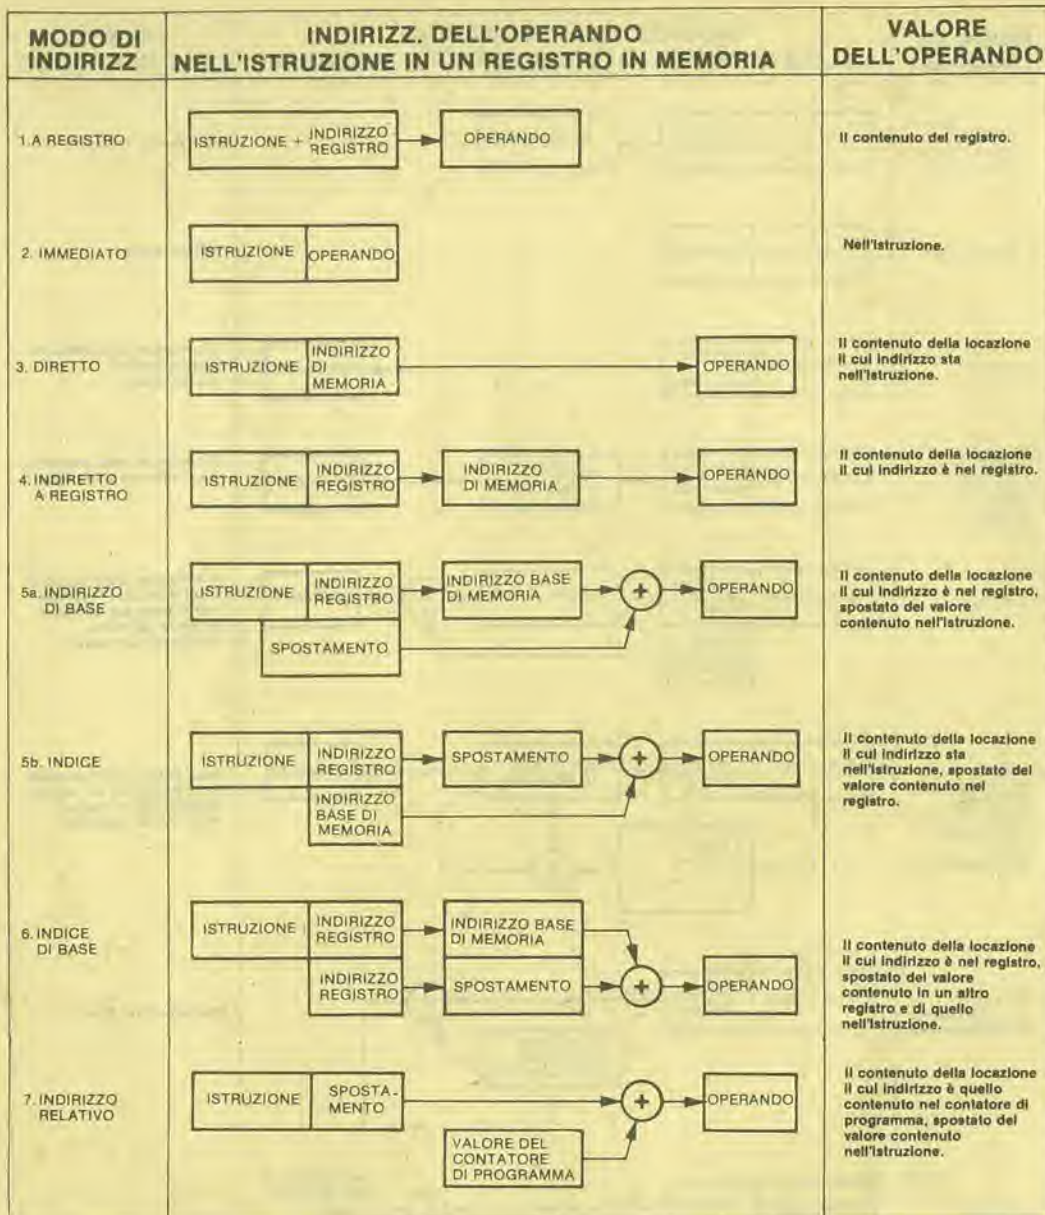 MODO DI
INDIRIZZ
INDIRIZZ. DELL'OPERANDO
NELL'ISTRUZIONE IN UN REGISTRO IN MEMORIA
VALORE
DELL'OPERANDO
1.A REGISTRO
ISTRUZIONE + INDIRIZZO
REGISTRO
OPERANDO
Il contenuto del registro.
2. IMMEDIATO
ISTRUZIONE
OPERANDO
Nell'istruzione.
3. DIRETTO
ISTRUZIONE
INDIRIZZO
DI
MEMORIA
OPERANDO
Il contenuto della locazione
il cui indirizzo sta
nell'istruzione.
4. INDIRETTO
A REGISTRO
ISTRUZIONE
INDIRIZZO
REGISTRO
INDIRIZZO
DI MEMORIA
OPERANDO
Il contenuto della locazione
il cui indirizzo è nel registro.
5a. INDIRIZZO
DI BASE
ISTRUZIONE
INDIRIZZO
REGISTRO
INDIRIZZO BASE
DI MEMORIA
+
OPERANDO
SPOSTAMENTO
Il contenuto della locazione
il cui indirizzo è nel registro,
spostato del valore
contenuto nell'istruzione.
5b. INDICE
ISTRUZIONE
INDIRIZZO
REGISTRO
SPOSTAMENTO
+
OPERANDO
INDIRIZZO
BASE DI
MEMORIA
Il contenuto della locazione
il cui indirizzo sta
nell'istruzione, spostato del
valore contenuto nel
registro.
6. INDICE
DI BASE
ISTRUZIONE
INDIRIZZO
REGISTRO
INDIRIZZO BASE
DI MEMORIA
INDIRIZZO
REGISTRO
SPOSTAMENTO
+
OPERANDO
Il contenuto della locazione
il cui indirizzo è nel registro,
spostato del valore
contenuto in un altro
registro e di quello
nell'istruzione.
7. INDIRIZZO
RELATIVO
ISTRUZIONE
SPOSTA-
MENTO
+
OPERANDO
VALORE DEL
CONTATORE
DI PROGRAMMA
Il contenuto della locazione
il cui indirizzo è quello
contenuto nel contatore di
programma, spostato del
valore contenuto
nell'istruzione.